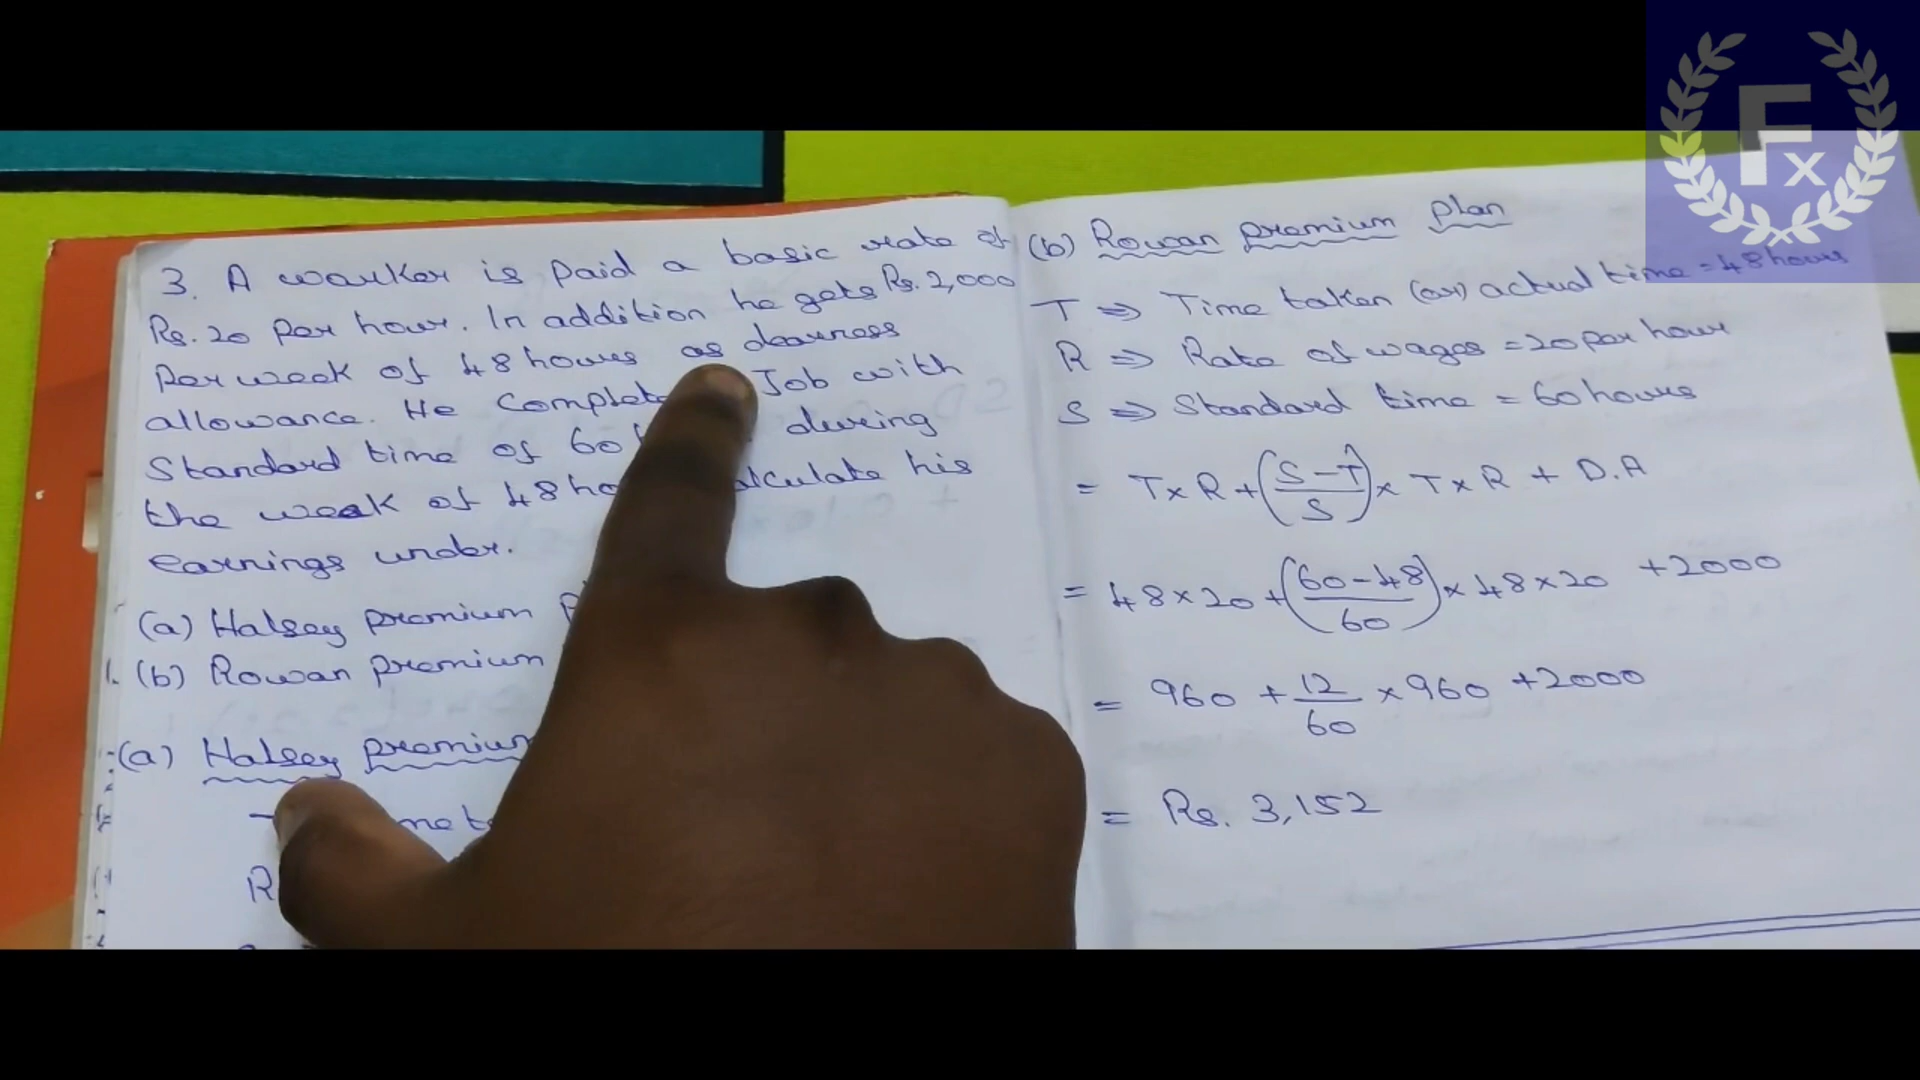 3. A worker is paid a basic rate of
Rs. 20 per hour. In addition he gets Rs. 2,000
Per week of 48 hours as dearness
allowance. He Complete Job with
Standard time of 60 during
the week of 48 ho alculate his
earnings under.
(a) Halsey premium P
(b) Rowan premium
(a) Halsey premium
me t
R
(b) Rowan premium plan
T ⇒ Time taken (or) actual time = 48 hours
R ⇒ Rate of wages = 20 per hour
S ⇒ Standard time = 60 hours
= T x R + (S - T / S) x T x R + D.A
= 48 x 20 + (60 - 48 / 60) x 48 x 20 + 2000
= 960 + 12/60 x 960 + 2000
= Rs. 3,152
Fx